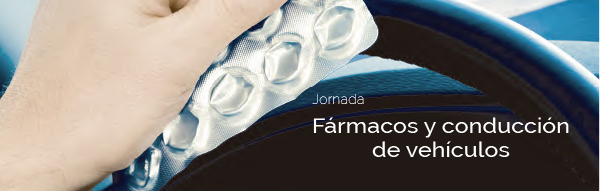 Jornada
Fármacos y conducción
de vehículos